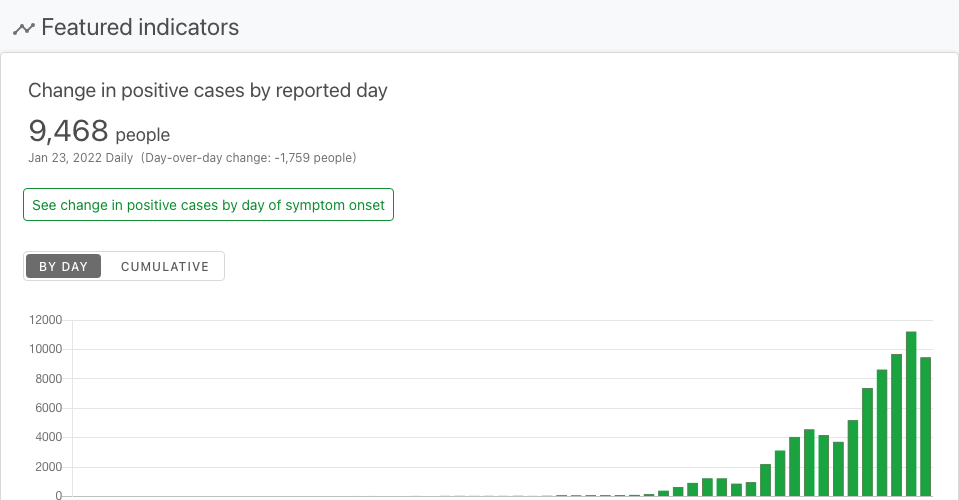 Featured indicators
Change in positive cases by reported day
9,468 people
Jan 23, 2022 Daily (Day-over-day change: -1,759 people)
See change in positive cases by day of symptom onset
BY DAY CUMULATIVE
12000
10000
8000
6000
4000
2000
0